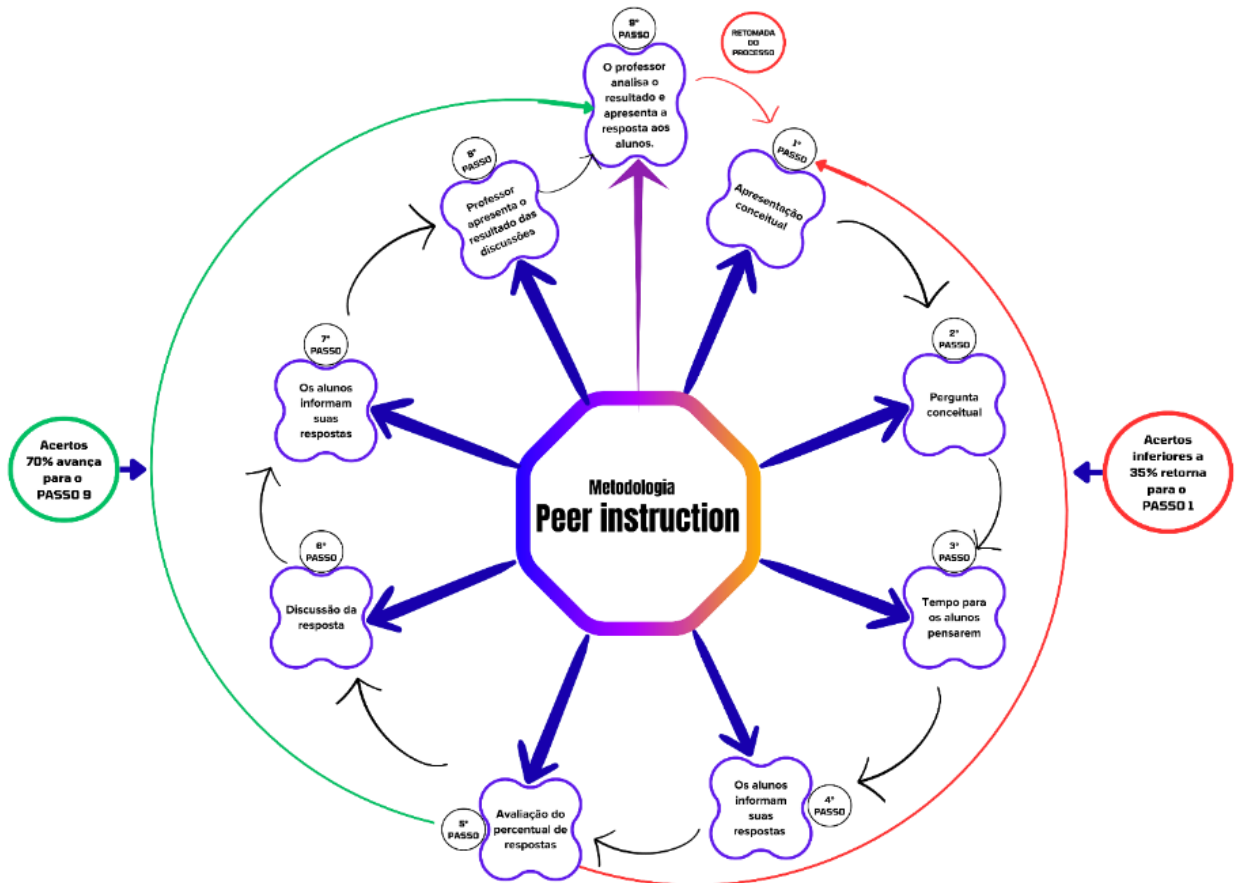 9º
PASSO
O professor
analisa o
resultado e
apresenta a
resposta aos
alunos.
RETOMADA
DO
PROCESSO
1º
PASSO
Apresentação
conceitual
2º
PASSO
Pergunta
conceitual
3º
PASSO
Tempo para
os alunos
pensarem
4º
PASSO
Os alunos
informam
suas
respostas
5º
PASSO
Avaliação do
percentual de
respostas
6º
PASSO
Discussão da
resposta
7º
PASSO
Os alunos
informam
suas
respostas
8º
PASSO
Professor
apresenta o
resultado das
discussões
Metodologia
Peer instruction
Acertos
70% avança
para o
PASSO 9
Acertos
inferiores a
35% retorna
para o
PASSO 1